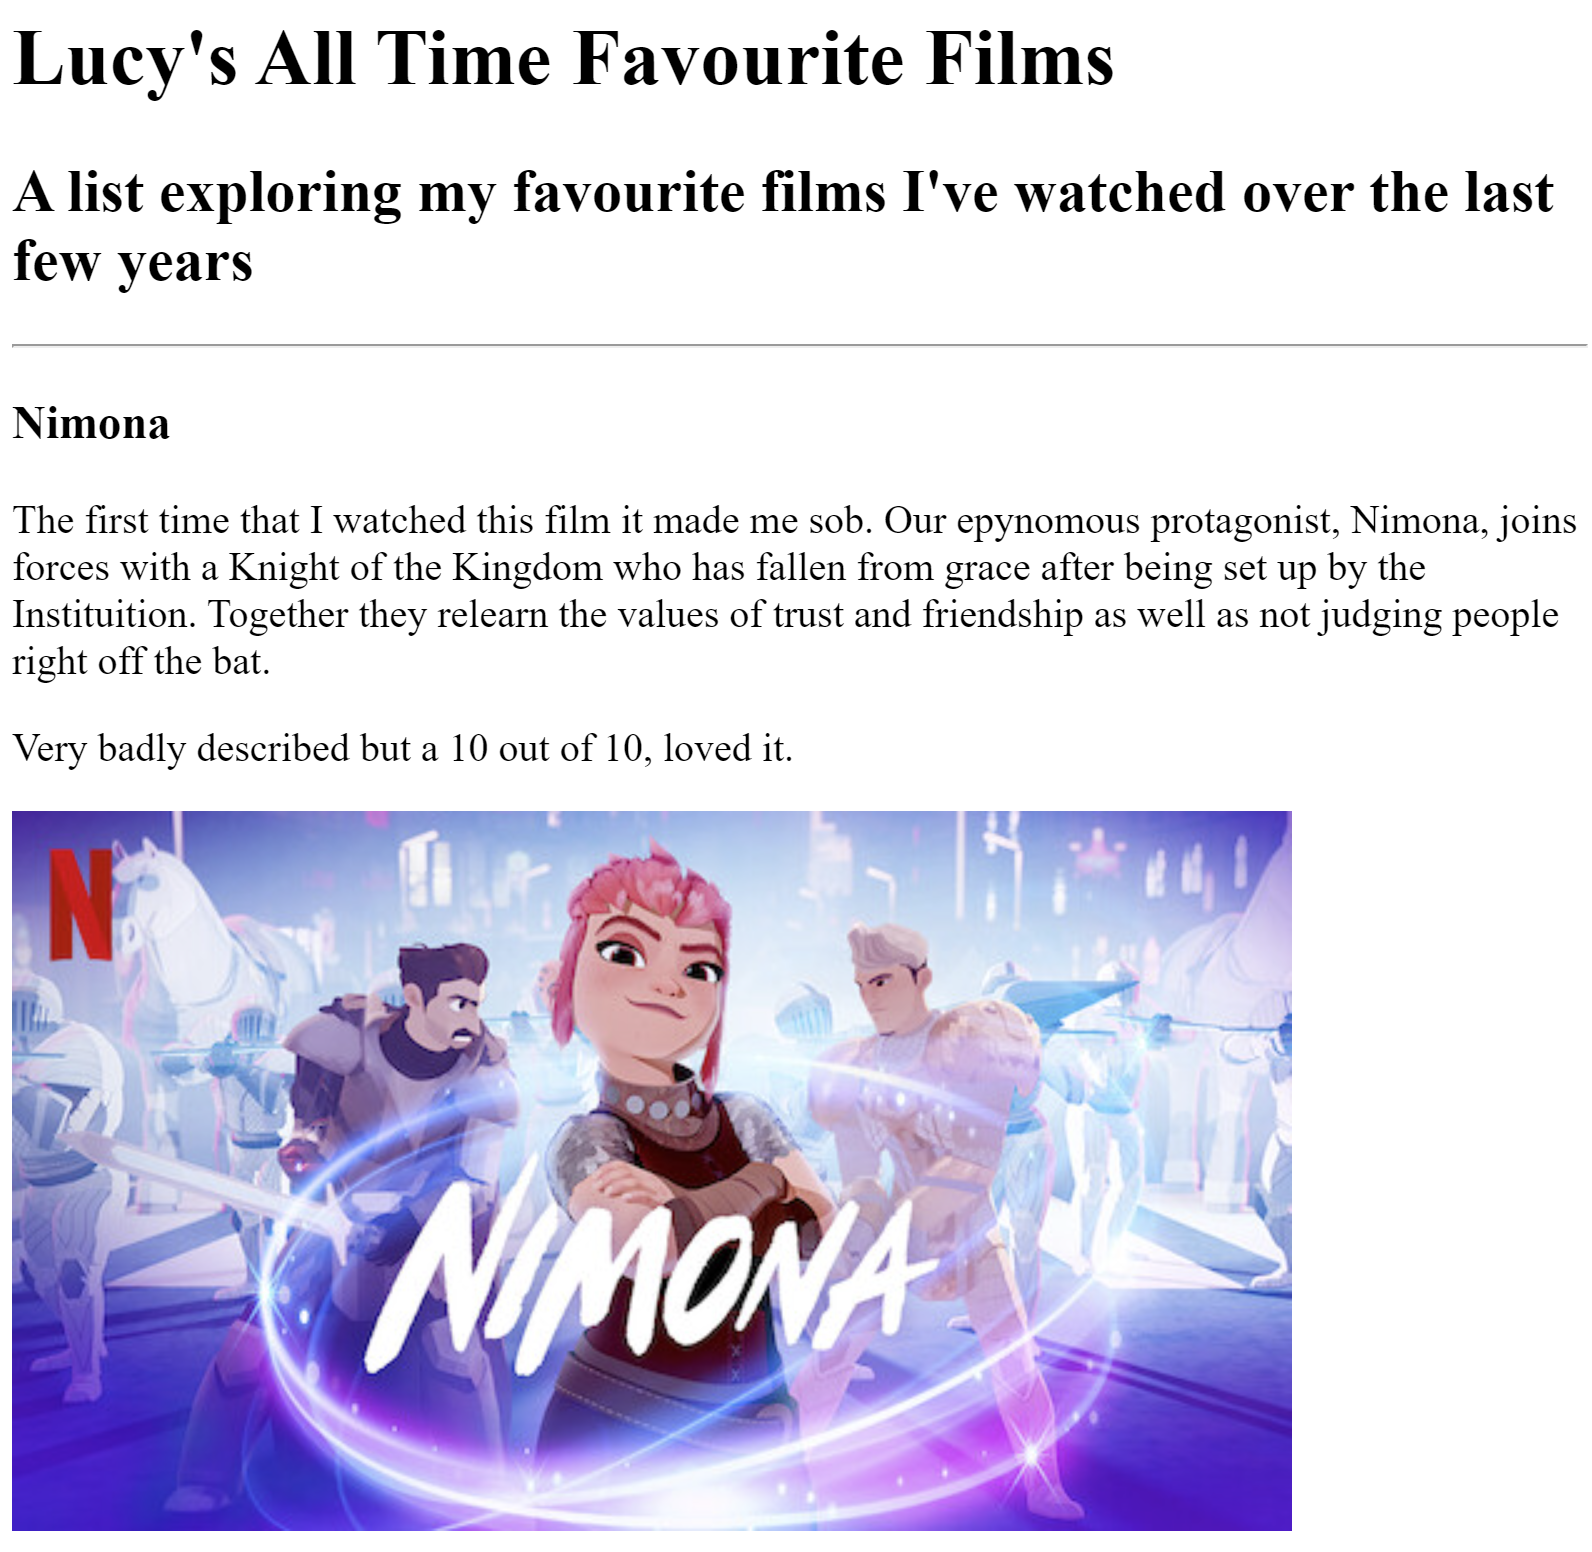 Lucy's All Time Favourite Films
A list exploring my favourite films I've watched over the last
few years
Nimona
The first time that I watched this film it made me sob. Our epynomous protagonist, Nimona, joins
forces with a Knight of the Kingdom who has fallen from grace after being set up by the
Instituition. Together they relearn the values of trust and friendship as well as not judging people
right off the bat.
Very badly described but a 10 out of 10, loved it.
N
NIMONA